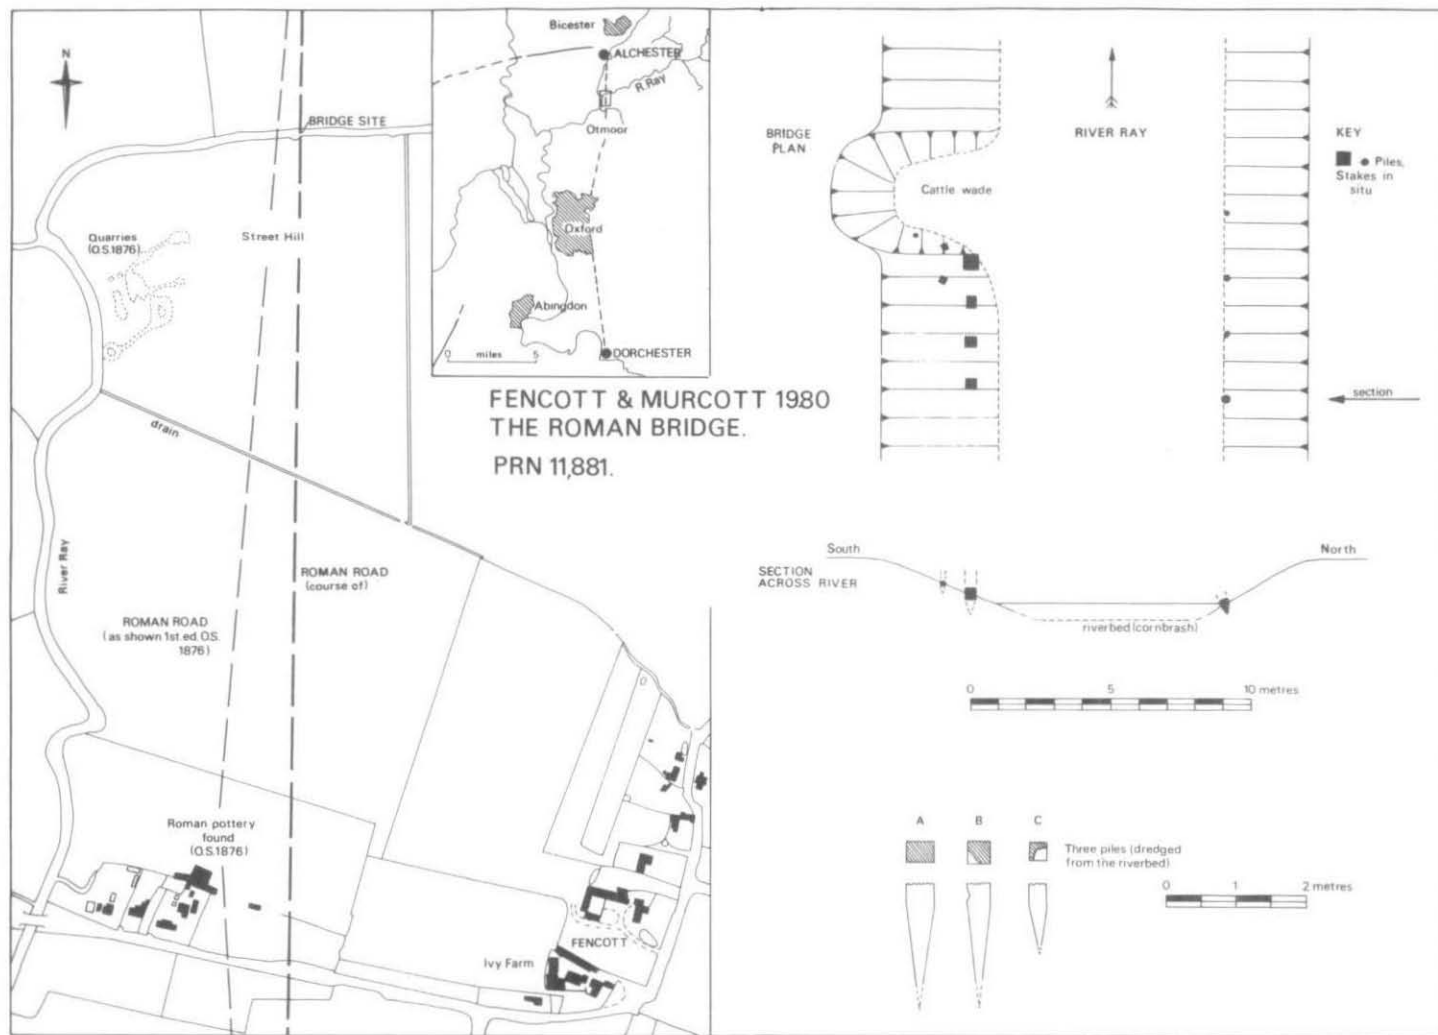 N
BRIDGE SITE
Quarries
(O.S.1876)
Street Hill
drain
River Ray
ROMAN ROAD
(course of)
ROMAN ROAD
(as shown 1st. ed. O.S.
1876)
Roman pottery
found
(O.S.1876)
Ivy Farm
FENCOTT
Bicester
ALCHESTER
R. Ray
Otmoor
Oxford
Abingdon
0 miles 5
DORCHESTER
FENCOTT & MURCOTT 1980
THE ROMAN BRIDGE.
PRN 11,881.
BRIDGE
PLAN
RIVER RAY
Cattle wade
KEY
Piles,
Stakes in
situ
section
South
North
SECTION
ACROSS RIVER
riverbed (cornbrash)
0 5 10 metres
A B C
Three piles (dredged
from the riverbed)
0 1 2 metres